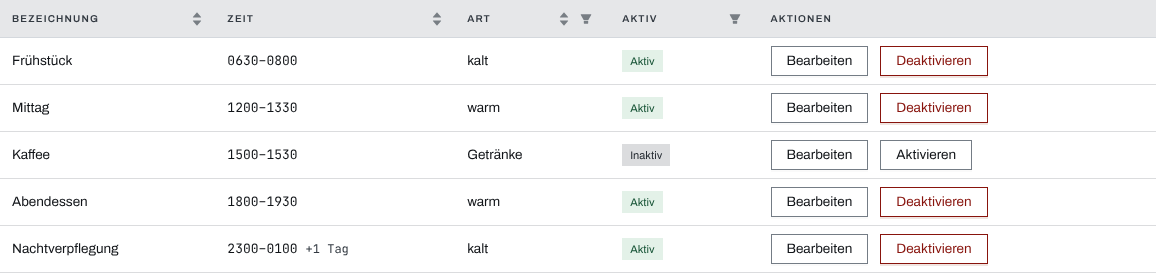 BEZEICHNUNG ZEIT ART AKTIV AKTIONEN
Frühstück 0630–0800 kalt Aktiv Bearbeiten Deaktivieren
Mittag 1200–1330 warm Aktiv Bearbeiten Deaktivieren
Kaffee 1500–1530 Getränke Inaktiv Bearbeiten Aktivieren
Abendessen 1800–1930 warm Aktiv Bearbeiten Deaktivieren
Nachtverpflegung 2300–0100 +1 Tag kalt Aktiv Bearbeiten Deaktivieren